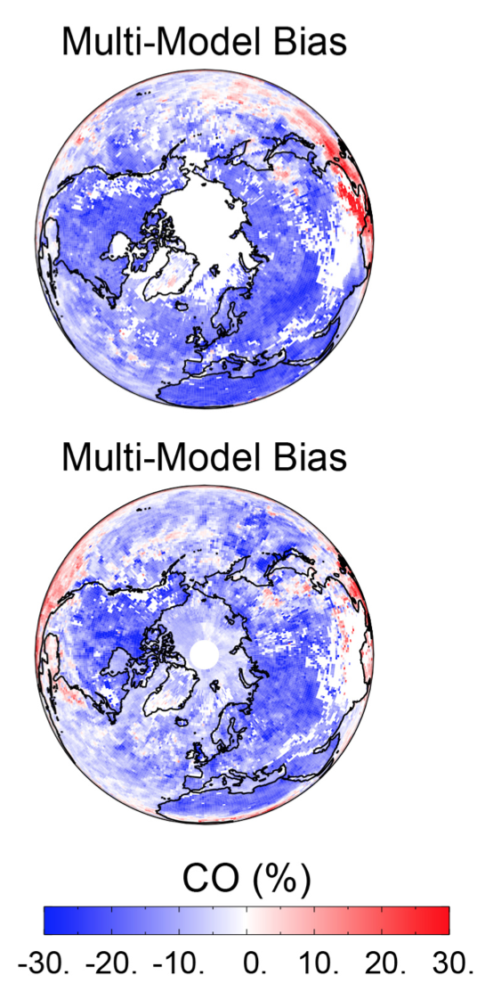 Multi-Model Bias
Multi-Model Bias
CO (%)
-30. -20. -10. 0. 10. 20. 30.